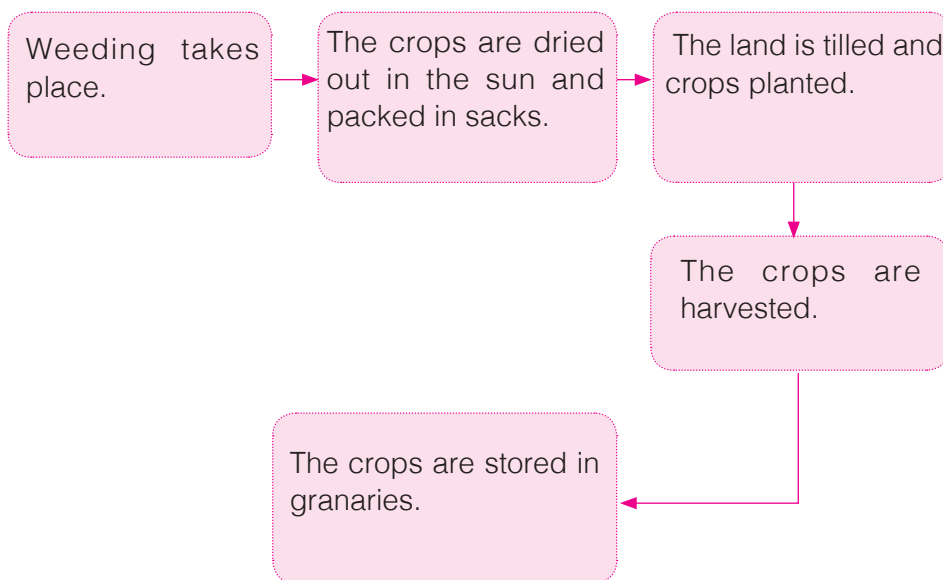 Weeding takes
place.
The crops are dried
out in the sun and
packed in sacks.
The land is tilled and
crops planted.
The crops are
harvested.
The crops are stored in
granaries.